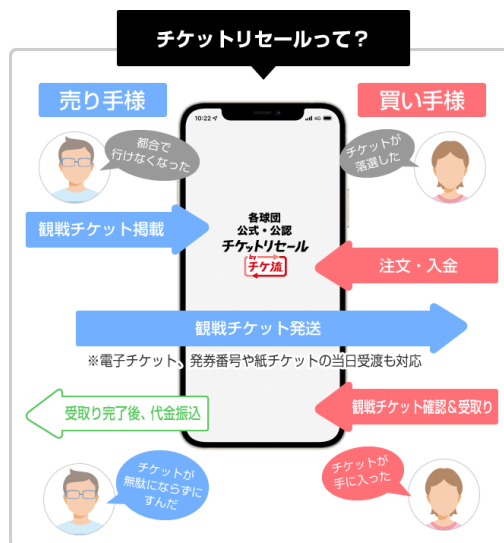 チケットリセールって？
売り手様
買い手様
10:22
4G
都合で
行けなくなった
チケットが
落選した
観戦チケット掲載
各球団
公式・公認
チケットリセール
by
チケ流
注文・入金
観戦チケット発送
※電子チケット、発券番号や紙チケットの当日受渡も対応
受取り完了後、代金振込
観戦チケット確認＆受取り
チケットが
無駄にならずに
すんだ
チケットが
手に入った